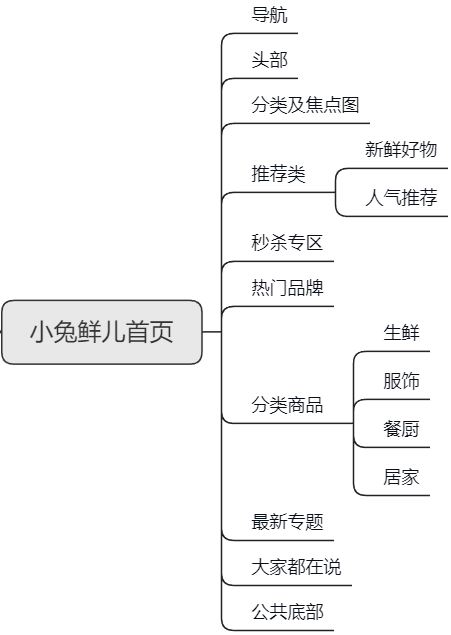 导航
头部
分类及焦点图
推荐类
新鲜好物
人气推荐
秒杀专区
热门品牌
小兔鲜儿首页
分类商品
生鲜
服饰
餐厨
居家
最新专题
大家都在说
公共底部